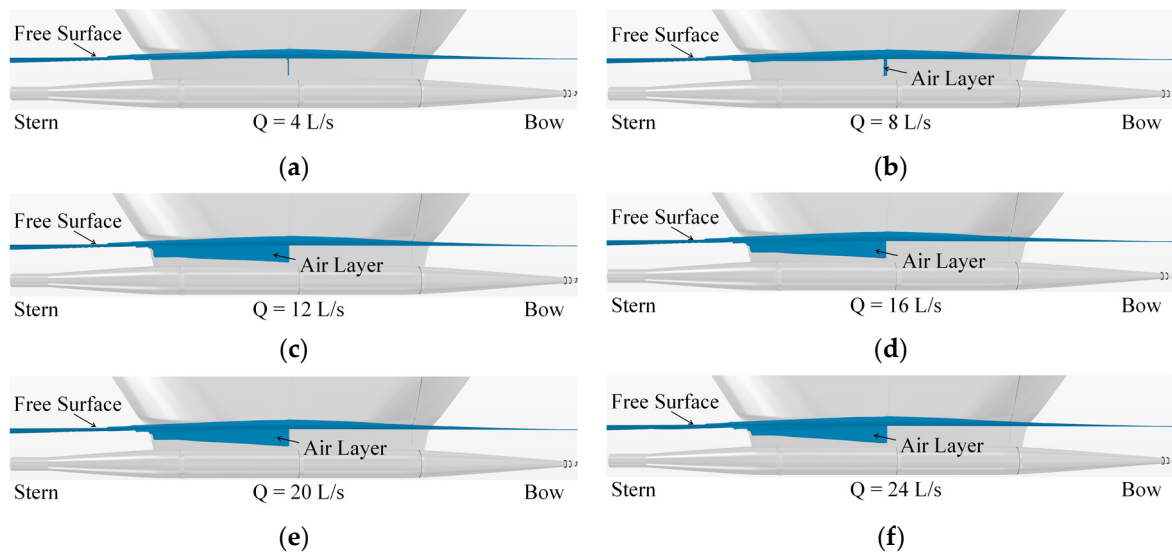 Free Surface
Stern Q = 4 L/s Bow
(a)
Free Surface
Air Layer
Stern Q = 8 L/s Bow
(b)
Free Surface
Air Layer
Stern Q = 12 L/s Bow
(c)
Free Surface
Air Layer
Stern Q = 16 L/s Bow
(d)
Free Surface
Air Layer
Stern Q = 20 L/s Bow
(e)
Free Surface
Air Layer
Stern Q = 24 L/s Bow
(f)